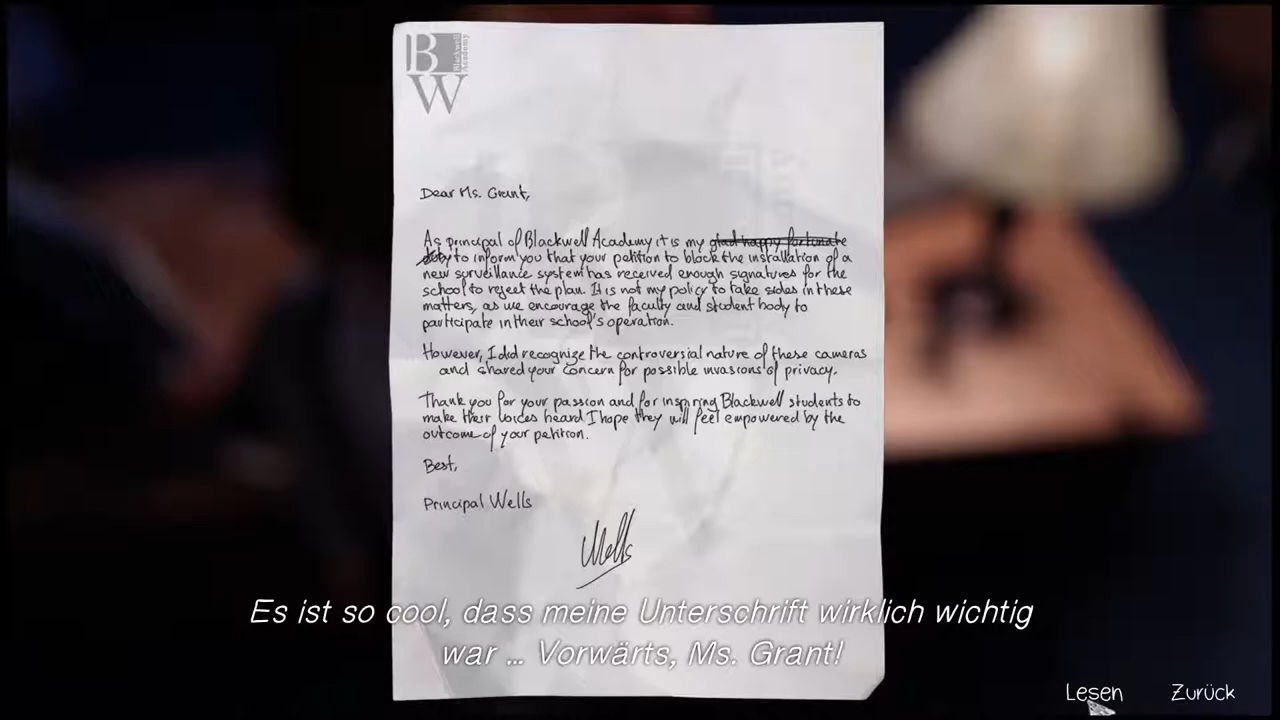 B
Blackwell
Academy
W
Dear Ms. Grant,
As principal of Blackwell Academy it is my glad happy fortunate
duty to inform you that your petition to block the installation of a
new surveillance system has received enough signatures for the
school to reject the plan. It is not my policy to take sides in these
matters, as we encourage the faculty and student body to
participate in their school's operation.
However, I did recognize the controversial nature of these cameras
and shared your concern for possible invasions of privacy.
Thank you for your passion and for inspiring Blackwell students to
make their voices heard I hope they will feel empowered by the
outcome of your petition.
Best,
Principal Wells
Wells
Es ist so cool, dass meine Unterschrift wirklich wichtig
war ... Vorwärts, Ms. Grant!
Lesen Zurück